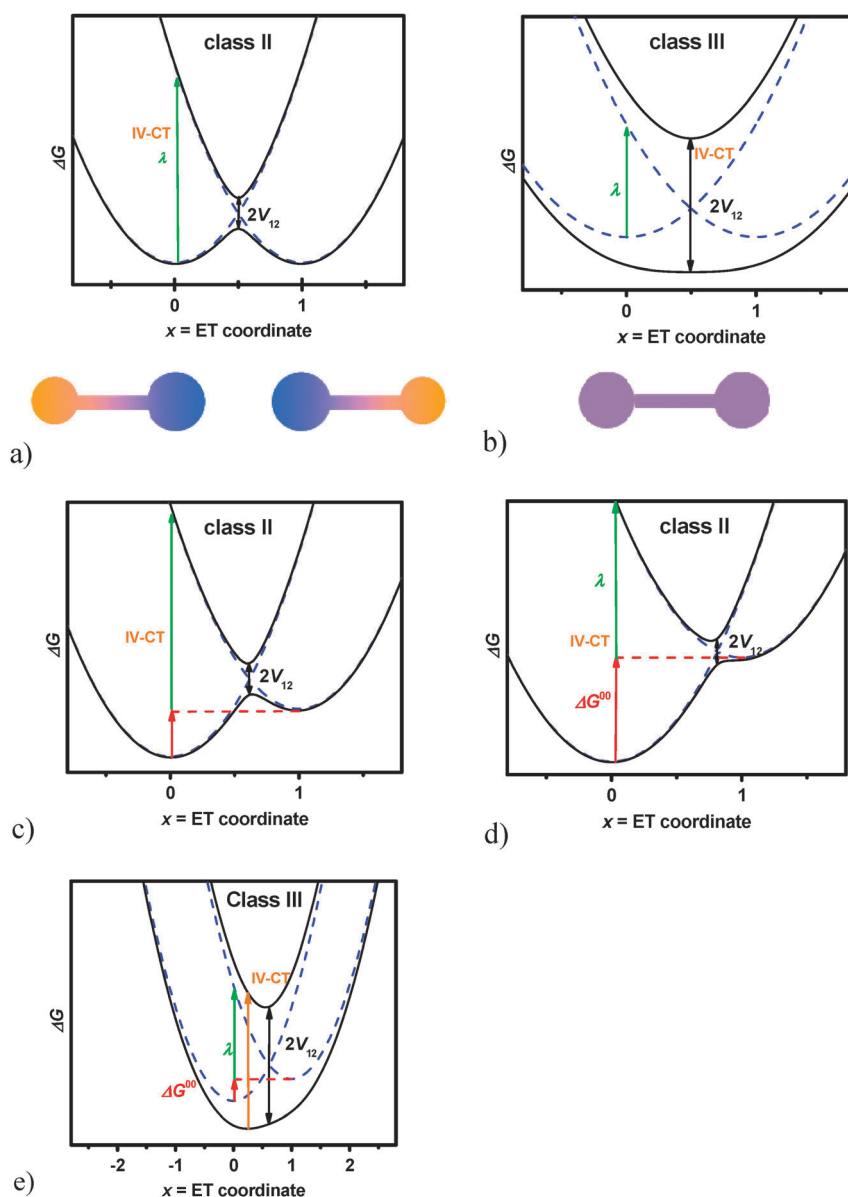 class II
IV-CT
λ
2V12
ΔG
0
1
x = ET coordinate
a)
class III
IV-CT
λ
2V12
ΔG
0
1
x = ET coordinate
b)
class II
IV-CT
2V12
ΔG
0
1
x = ET coordinate
c)
class II
λ
IV-CT
2V12
ΔG00
ΔG
0
1
x = ET coordinate
d)
Class III
IV-CT
λ
2V12
ΔG00
ΔG
-2
-1
0
1
2
x = ET coordinate
e)